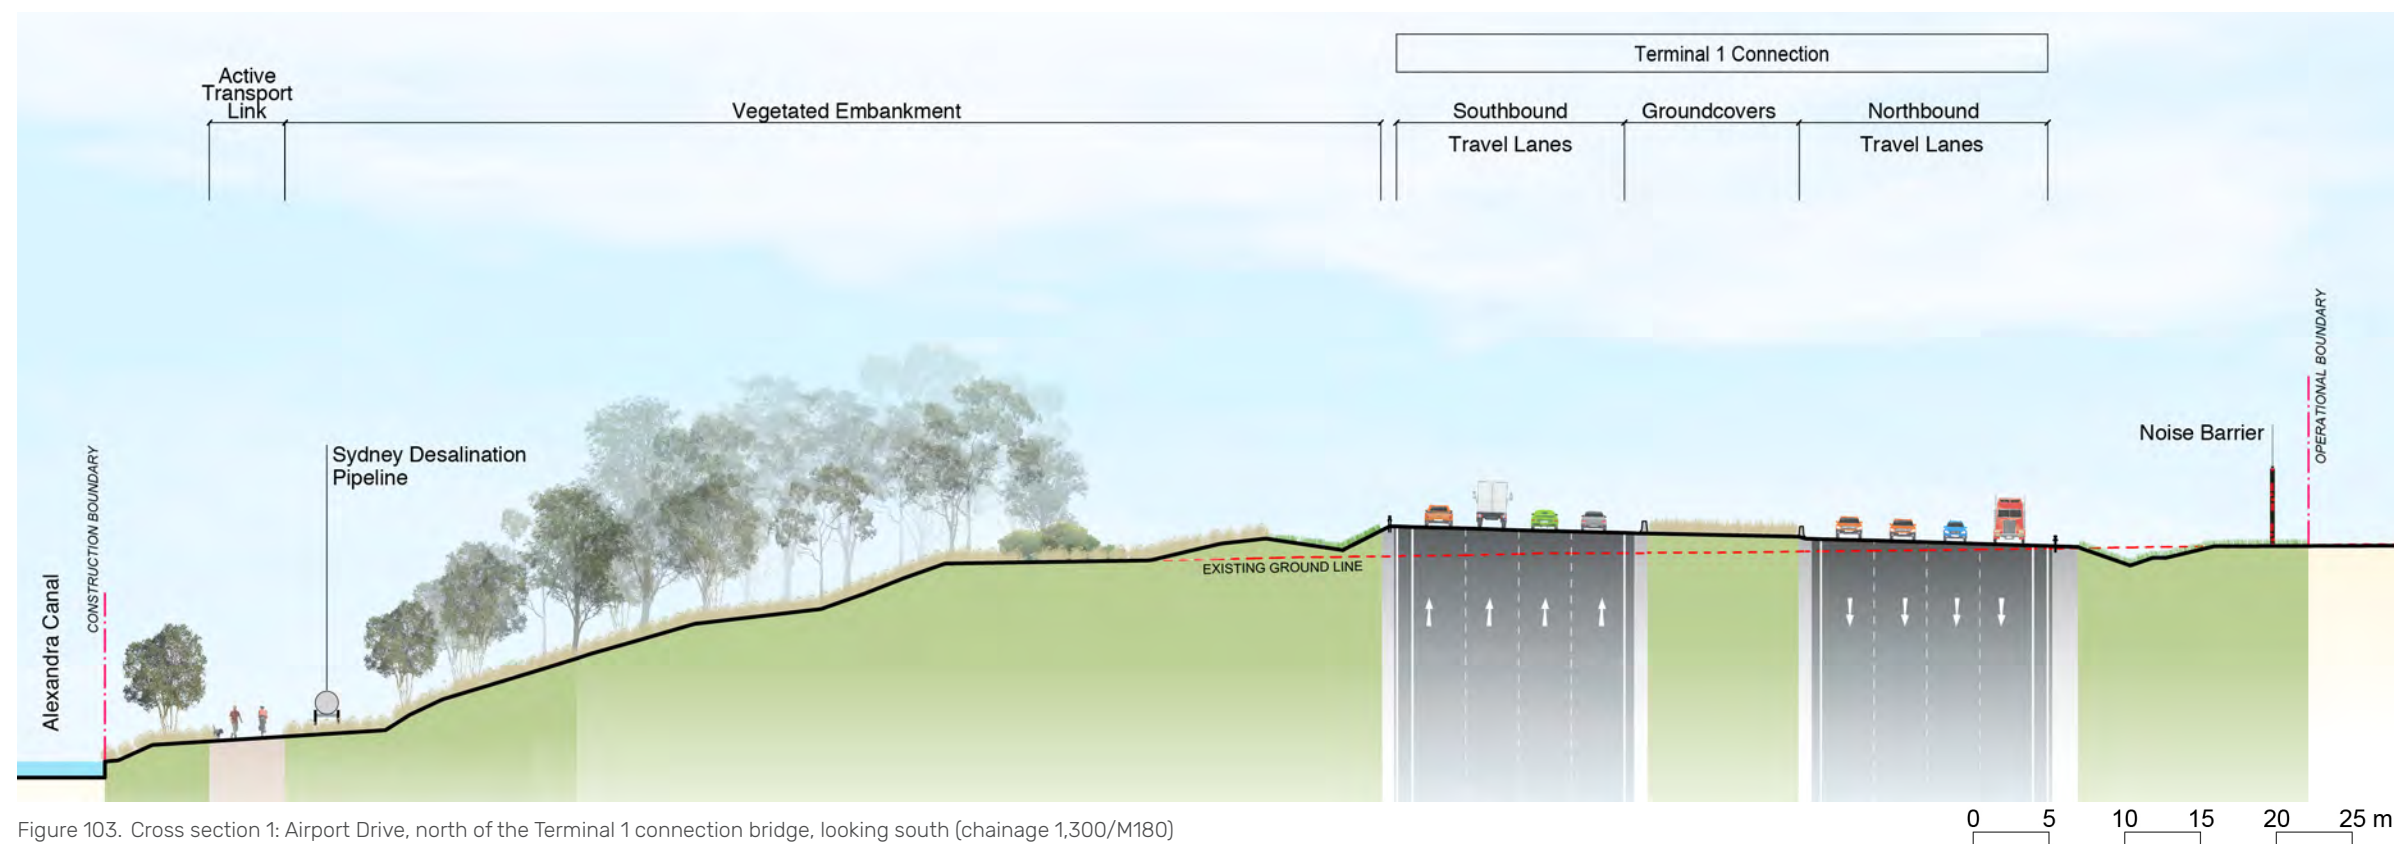 Terminal 1 Connection
Active
Transport
Link
Vegetated Embankment
Southbound
Travel Lanes
Groundcovers
Northbound
Travel Lanes
OPERATIONAL BOUNDARY
Noise Barrier
CONSTRUCTION BOUNDARY
Sydney Desalination
Pipeline
EXISTING GROUND LINE
Alexandra Canal
Figure 103. Cross section 1: Airport Drive, north of the Terminal 1 connection bridge, looking south (chainage 1,300/M180)
0 5 10 15 20 25 m